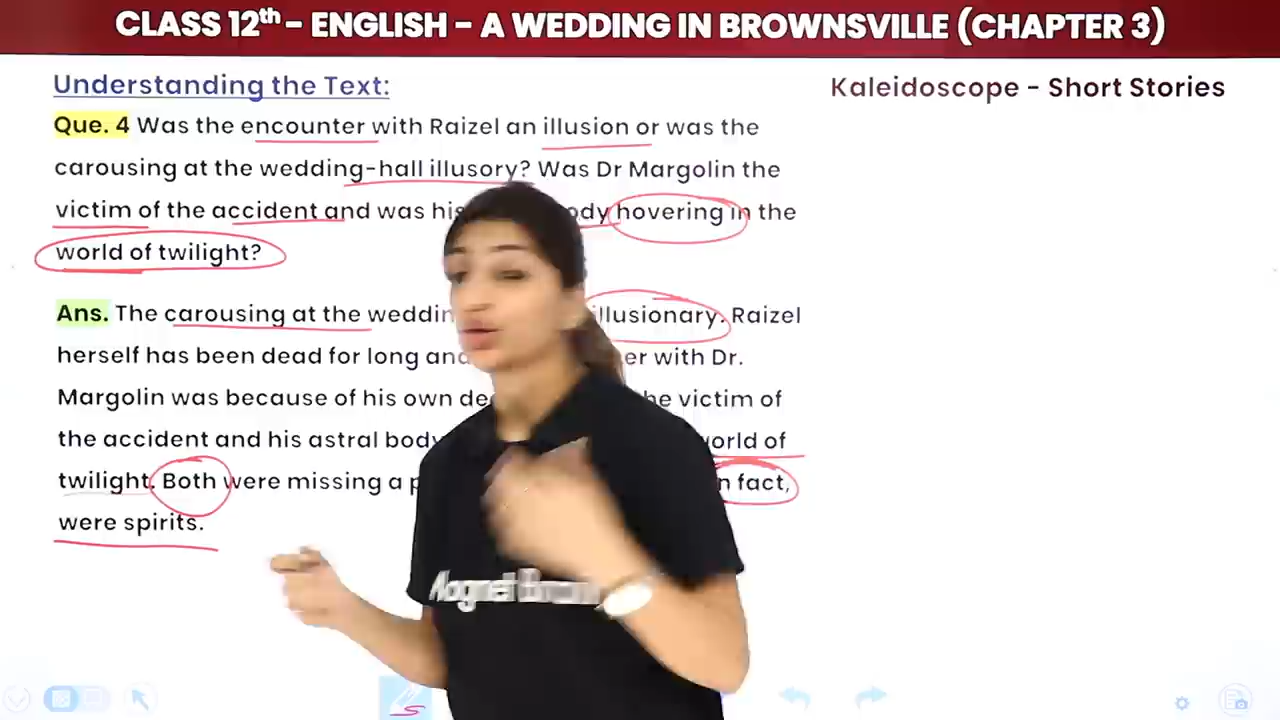 CLASS 12th - ENGLISH - A WEDDING IN BROWNSVILLE (CHAPTER 3)
Understanding the Text:
Kaleidoscope - Short Stories
Que. 4 Was the encounter with Raizel an illusion or was the
carousing at the wedding-hall illusory? Was Dr Margolin the
victim of the accident and was his body hovering in the
world of twilight?
Ans. The carousing at the illusionary. Raizel
herself has been dead for long and with Dr.
Margolin was because of his own victim of
the accident and his astral body world of
twilight. Both were missing a fact,
were spirits.